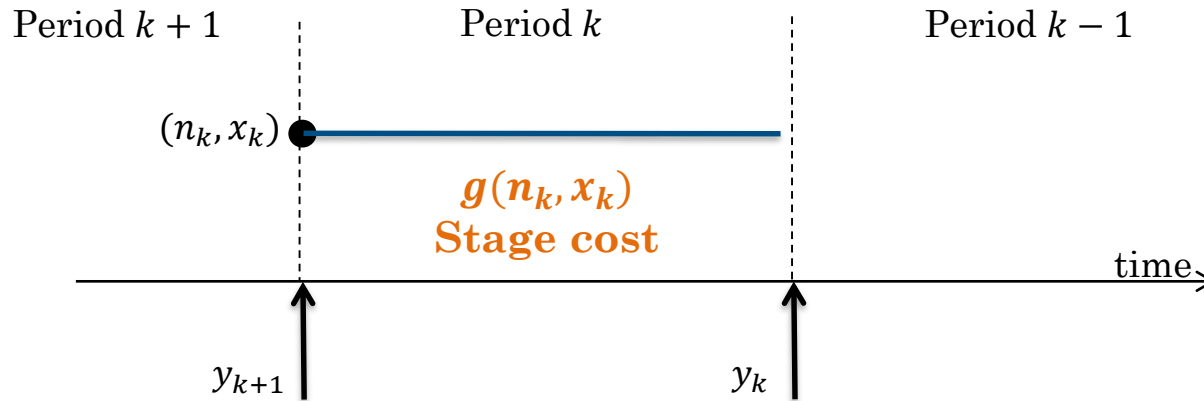 Period k + 1 Period k Period k − 1
(n_k, x_k)
g(n_k, x_k)
Stage cost
time
y_{k+1} y_k